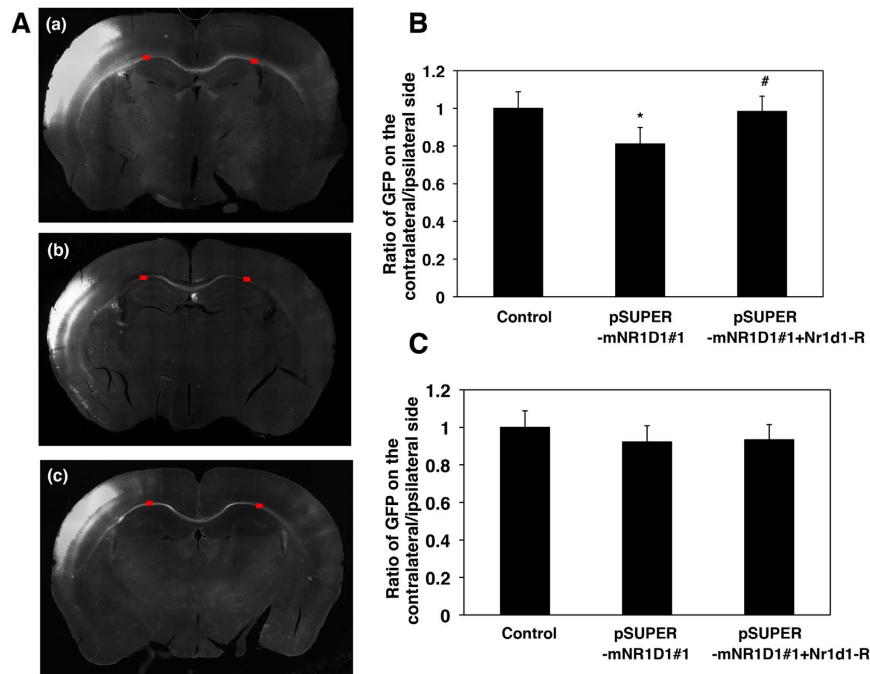 A
(a)
(b)
(c)
B
Ratio of GFP on the
contralateral/ipsilateral side
1.2
1
0.8
0.6
0.4
0.2
0
*
#
Control
pSUPER
-mNR1D1#1
pSUPER
-mNR1D1#1+Nr1d1-R
C
Ratio of GFP on the
contralateral/ipsilateral side
1.2
1
0.8
0.6
0.4
0.2
0
Control
pSUPER
-mNR1D1#1
pSUPER
-mNR1D1#1+Nr1d1-R